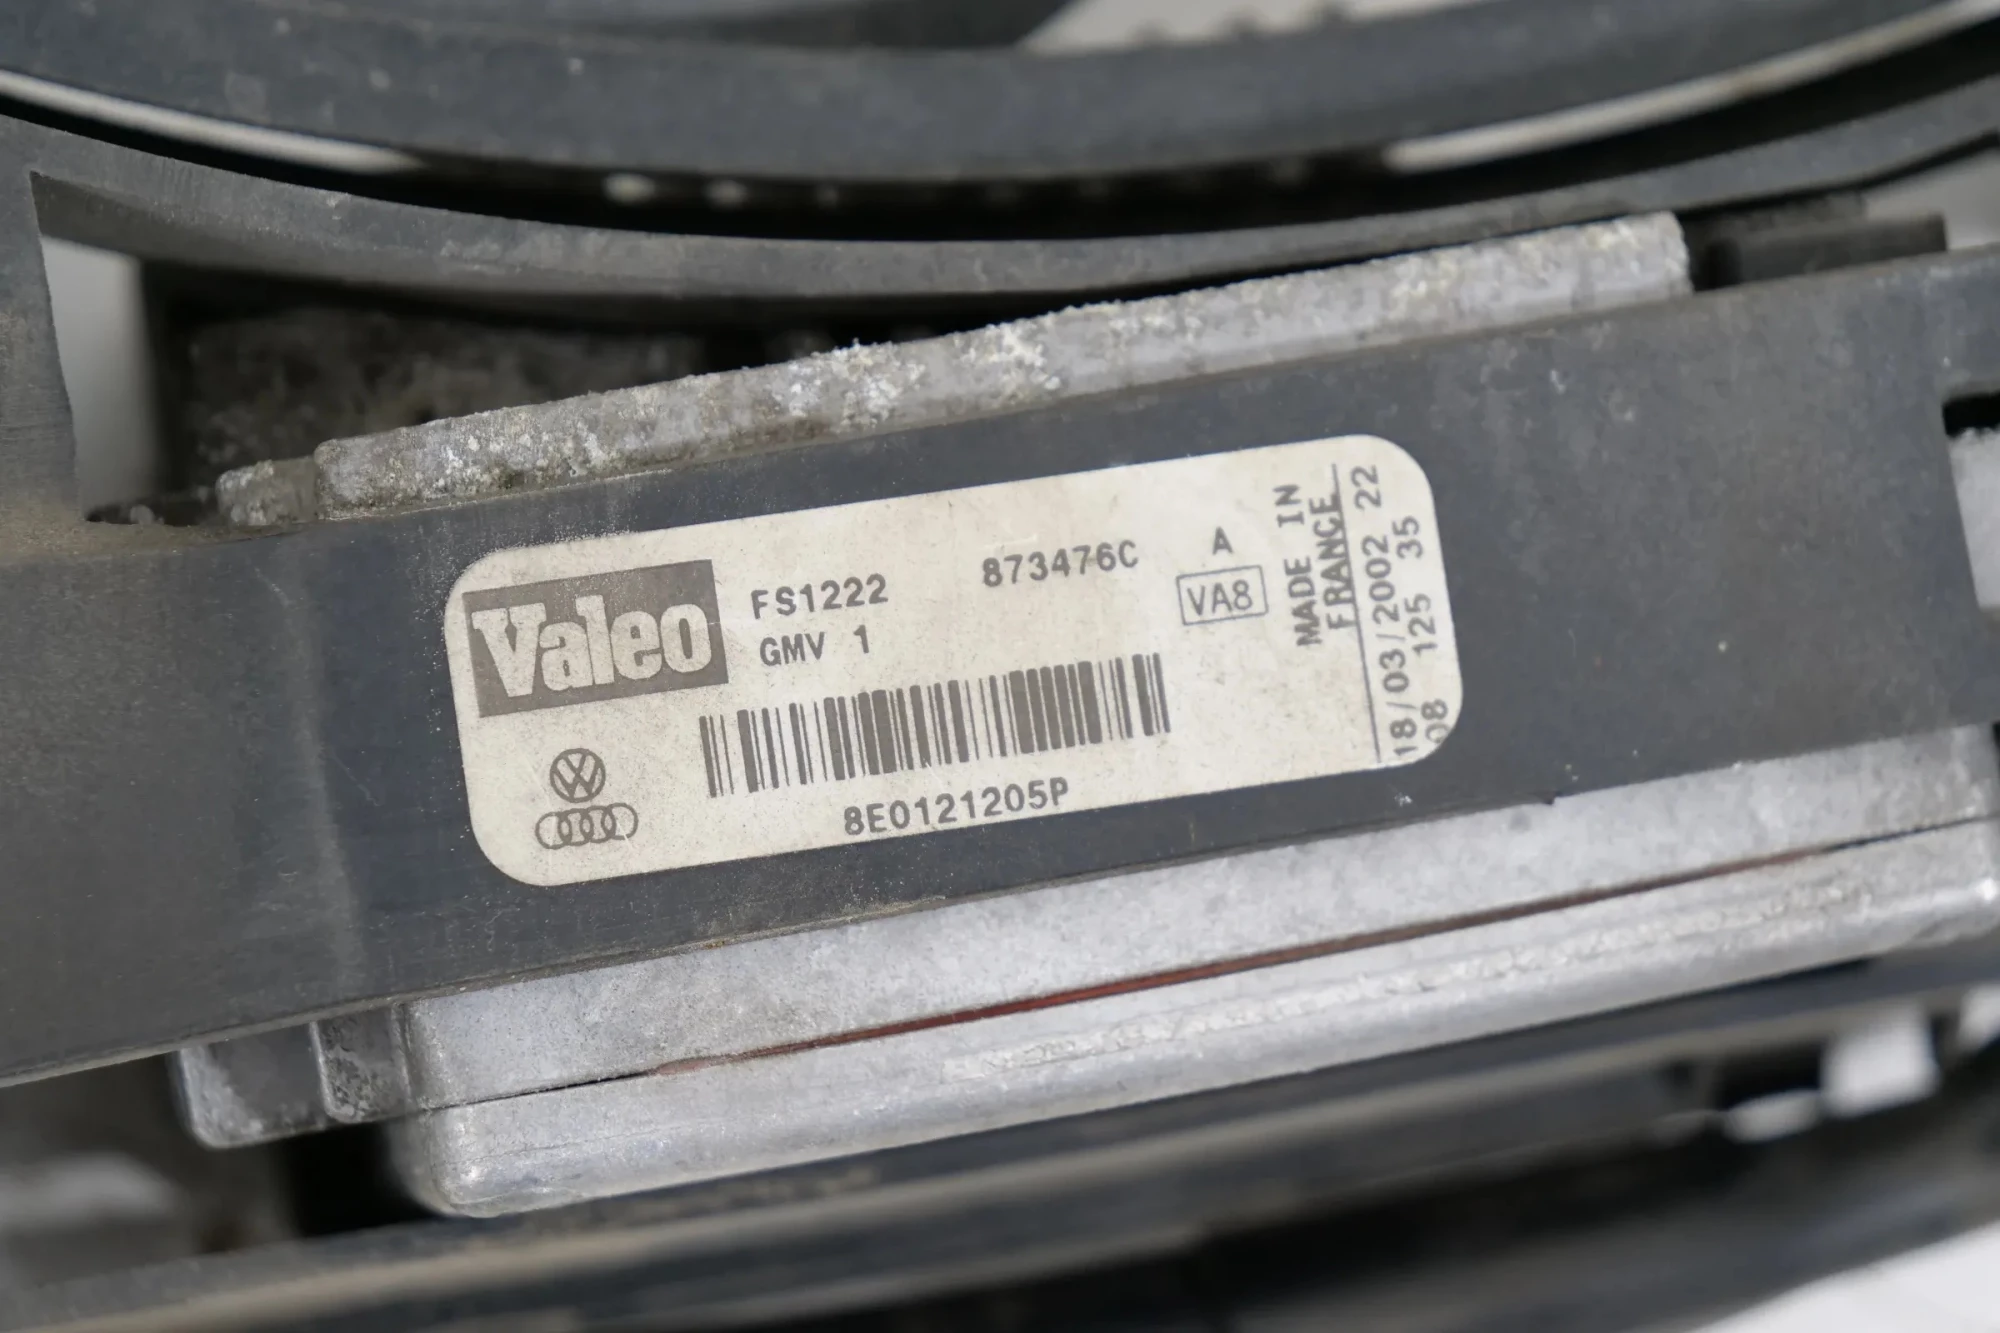 Valeo
FS1222
GMV 1
873476C
A
VA8
MADE IN
FRANCE
18/03/2002 22
08 125 35
8E0121205P